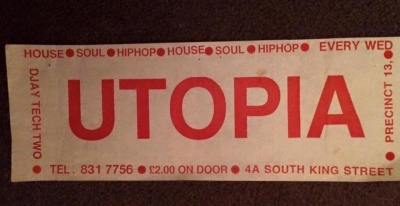 HOUSE ● SOUL ● HIPHOP ● HOUSE ● SOUL ● HIPHOP ● EVERY WED
DJAY TECH.TWO ●
UTOPIA
● PRECINCT 13, ●
TEL. 831 7756 ● £2.00 ON DOOR ● 4A SOUTH KING STREET